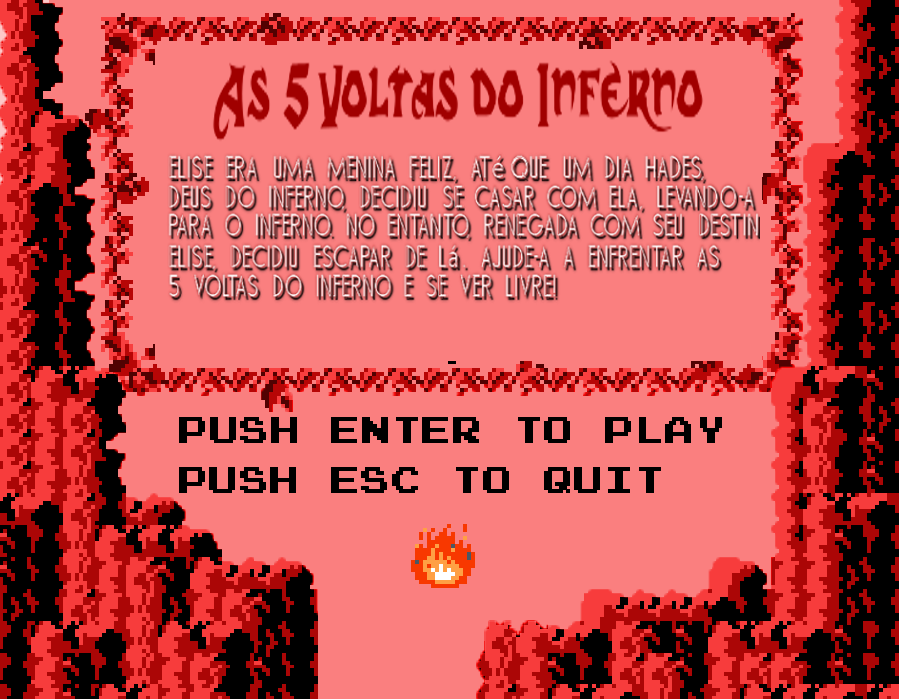 As 5 Voltas do Inferno
ELISE ERA UMA MENINA FELIZ, ATé QUE UM DIA HADES,
DEUS DO INFERNO, DECIDIU SE CASAR COM ELA, LEVANDO-A
PARA O INFERNO. NO ENTANTO, RENEGADA COM SEU DESTIN
ELISE, DECIDIU ESCAPAR DE Lá. AJUDE-A A ENFRENTAR AS
5 VOLTAS DO INFERNO E SE VER LIVRE!
PUSH ENTER TO PLAY
PUSH ESC TO QUIT